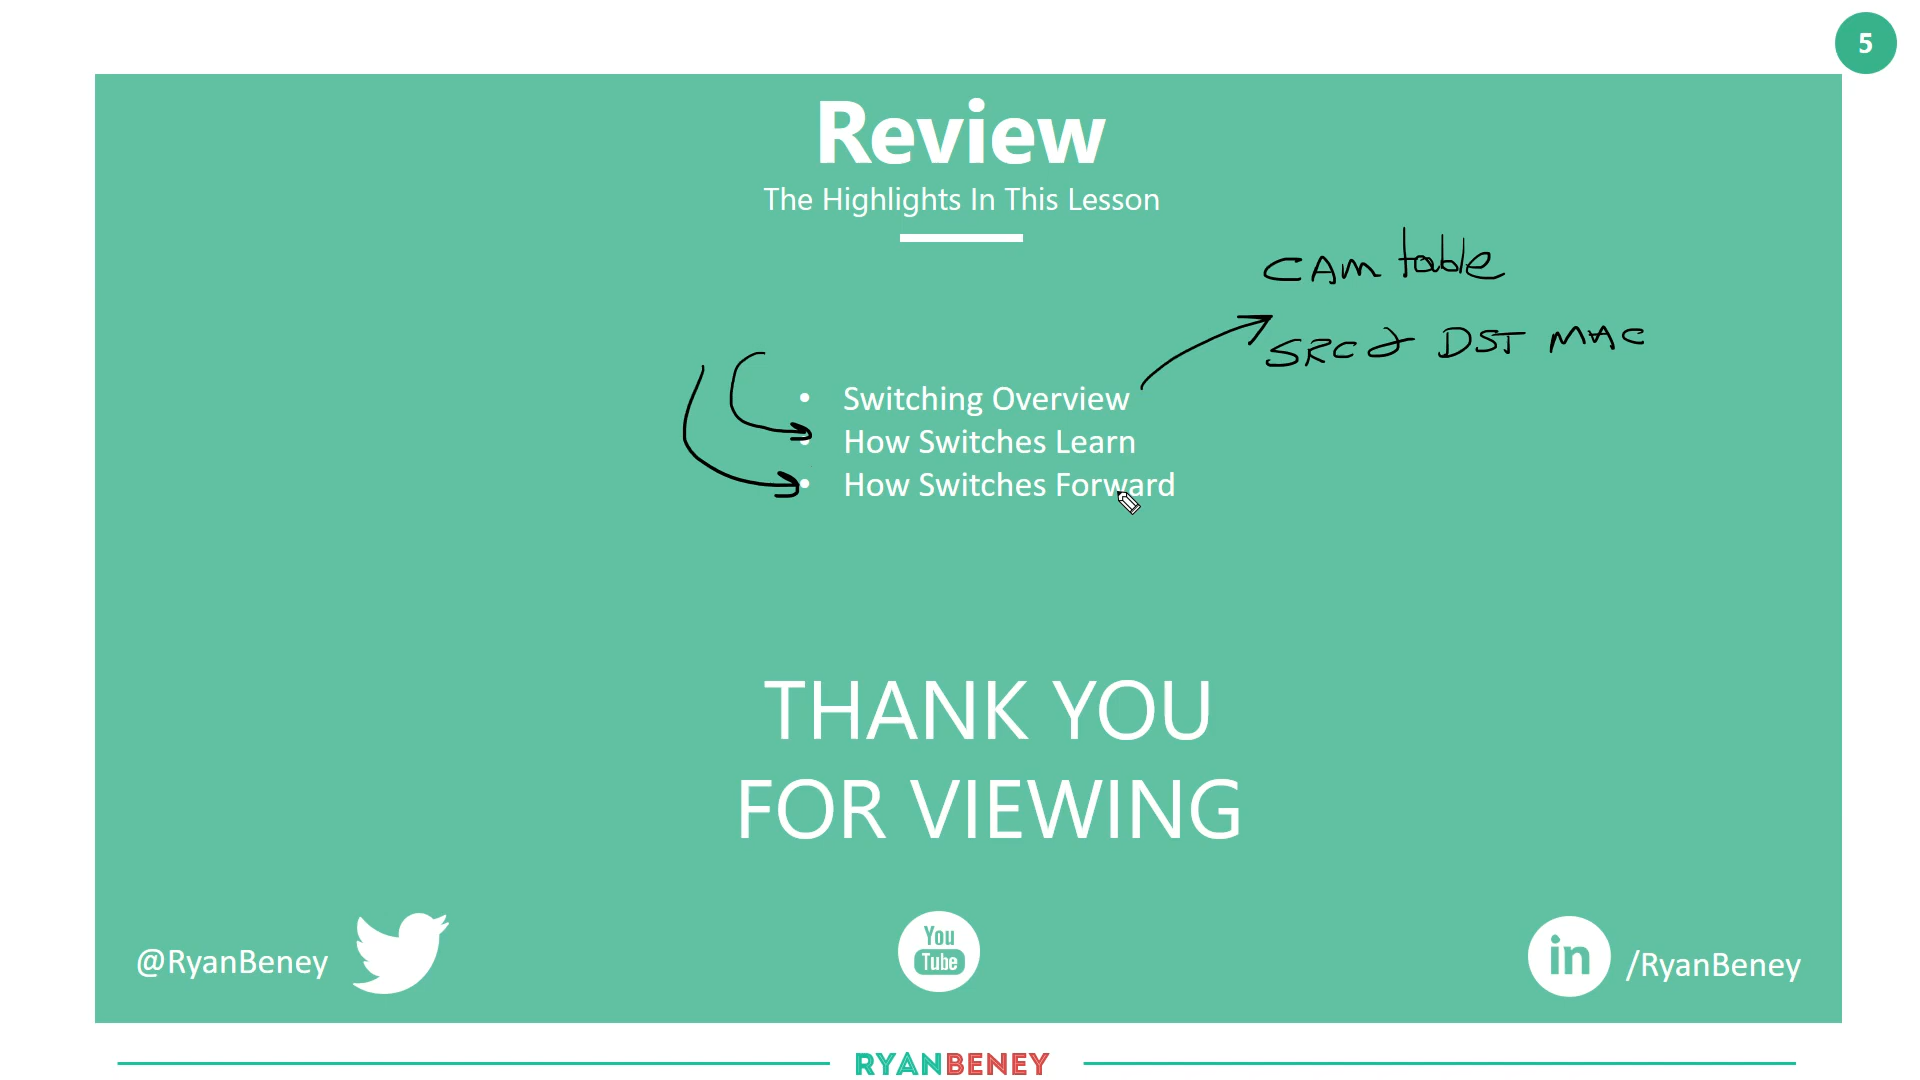 5
Review
The Highlights In This Lesson
CAM table
SRC & DST MAC
• Switching Overview
• How Switches Learn
• How Switches Forward
THANK YOU
FOR VIEWING
@RyanBeney
You
Tube
in
/RyanBeney
RYANBENEY